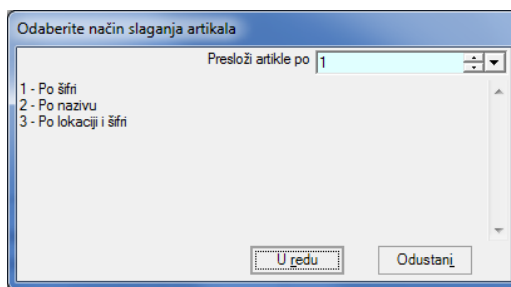 Odaberite način slaganja artikala
Presloži artikle po 1
1 - Po šifri
2 - Po nazivu
3 - Po lokaciji i šifri
U redu Odustanj